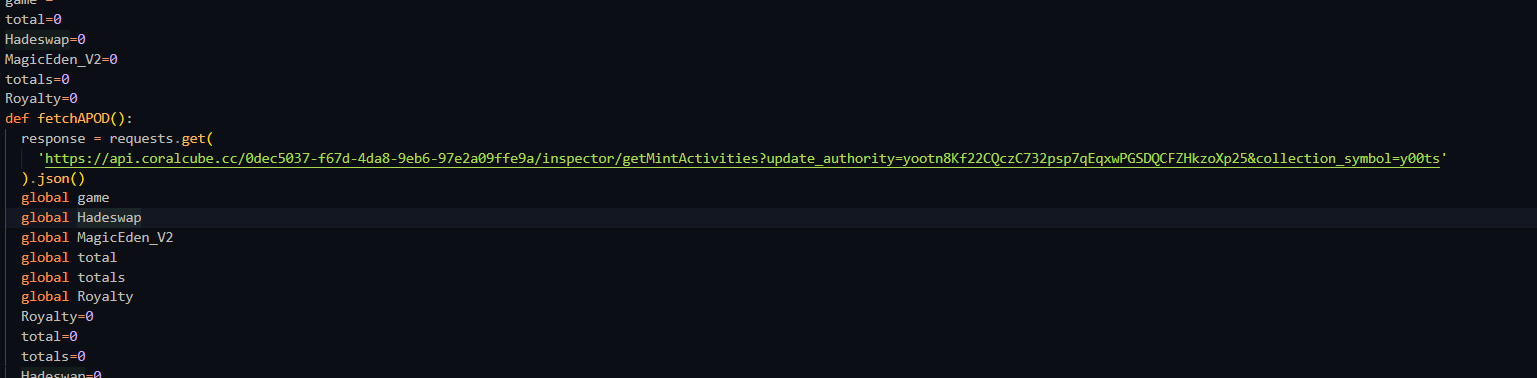 game =
total=0
Hadeswap=0
MagicEden_V2=0
totals=0
Royalty=0
def fetchAPOD():
response = requests.get(
'https://api.coralcube.cc/0dec5037-f67d-4da8-9eb6-97e2a09ffe9a/inspector/getMintActivities?update_authority=yootn8Kf22CQczC732psp7qEqxwPGSDQCFZHkzoXp25&collection_symbol=y00ts'
).json()
global game
global Hadeswap
global MagicEden_V2
global total
global totals
global Royalty
Royalty=0
total=0
totals=0
Hadeswap=0